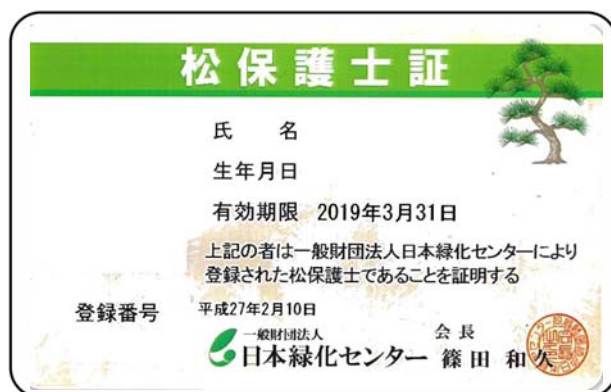 松保護士証
氏 名
生年月日
有効期限 2019年3月31日
上記の者は一般財団法人日本緑化センターにより
登録された松保護士であることを証明する
登録番号 平成27年2月10日
一般財団法人 会長
日本緑化センター 篠田 和久